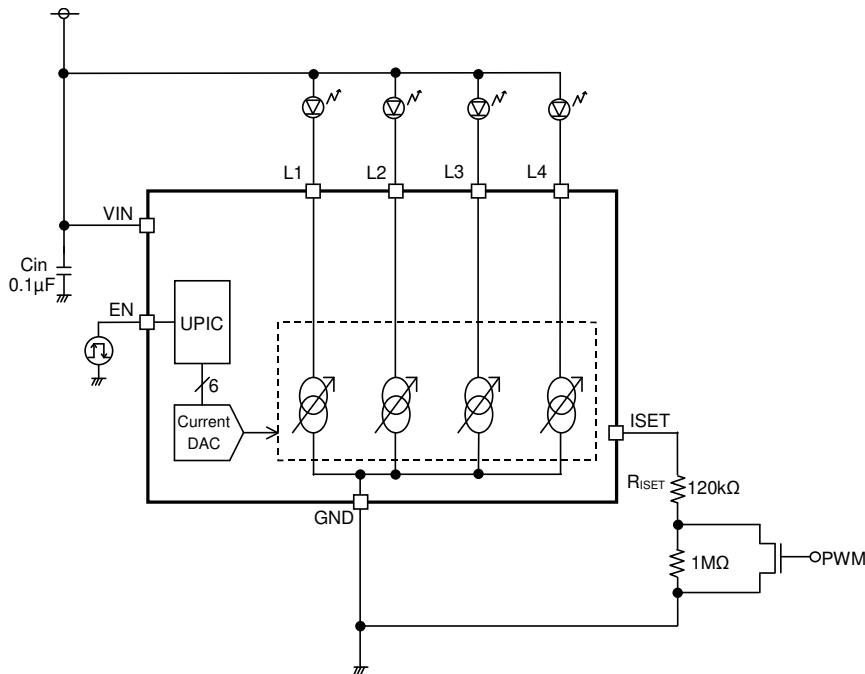 L1
L2
L3
L4
VIN
Cin
0.1µF
EN
UPIC
6
Current
DAC
ISET
RISET
120kΩ
GND
1MΩ
PWM